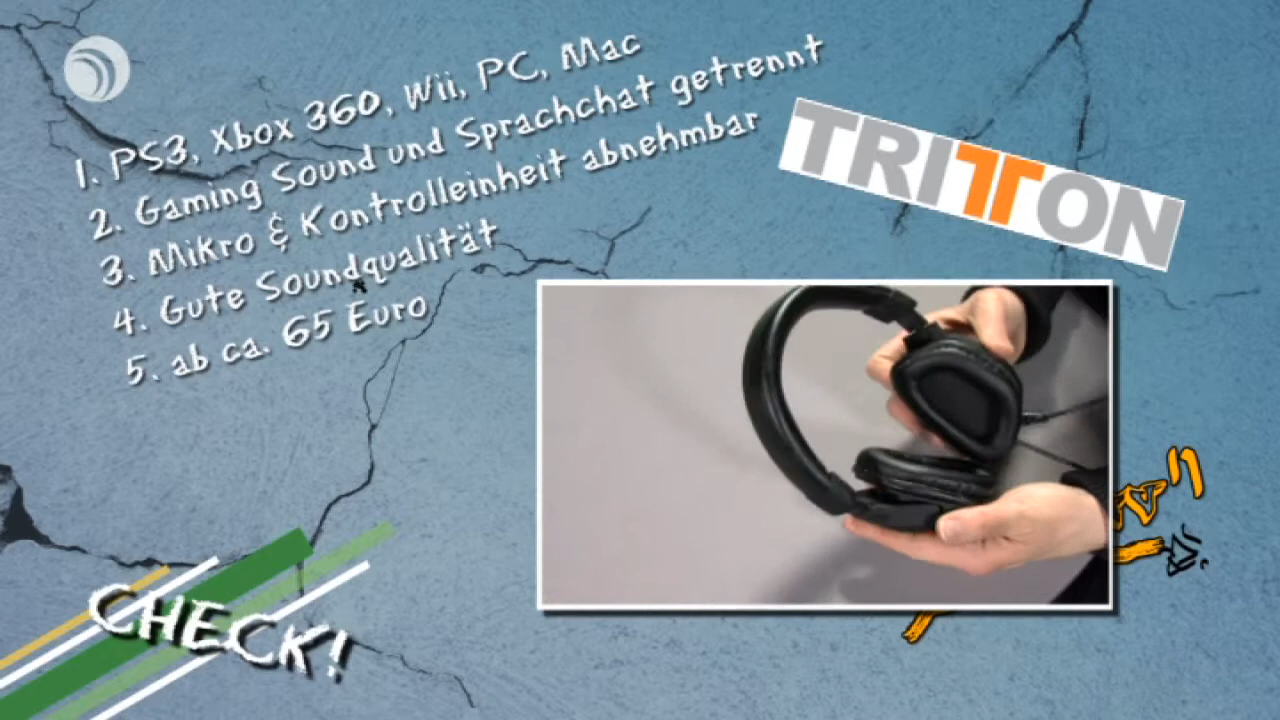 1. PS3, Xbox 360, Wii, PC, Mac
2. Gaming Sound und Sprachchat getrennt
3. Mikro & Kontrolleinheit abnehmbar
4. Gute Soundqualität
5. ab ca. 65 Euro
TRITTON
CHECK!